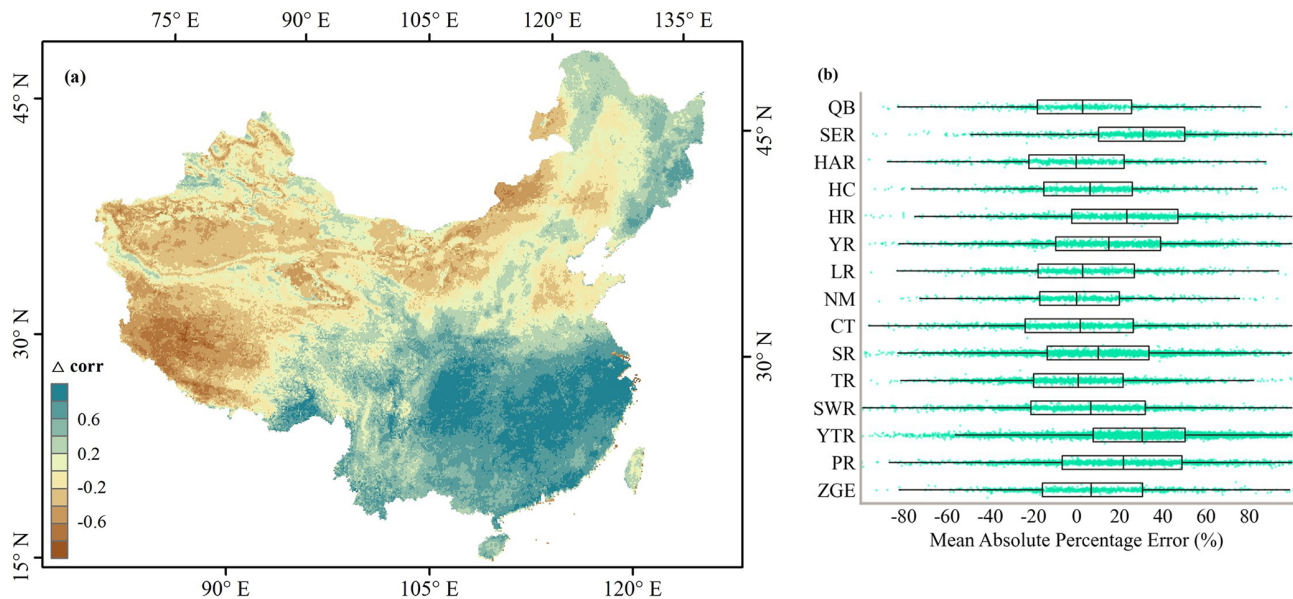 75° E 90° E 105° E 120° E 135° E
(a)
45° N
30° N
15° N
45° N
30° N
△ corr
0.6
0.2
-0.2
-0.6
90° E 105° E 120° E
(b)
QB
SER
HAR
HC
HR
YR
LR
NM
CT
SR
TR
SWR
YTR
PR
ZGE
-80 -60 -40 -20 0 20 40 60 80
Mean Absolute Percentage Error (%)